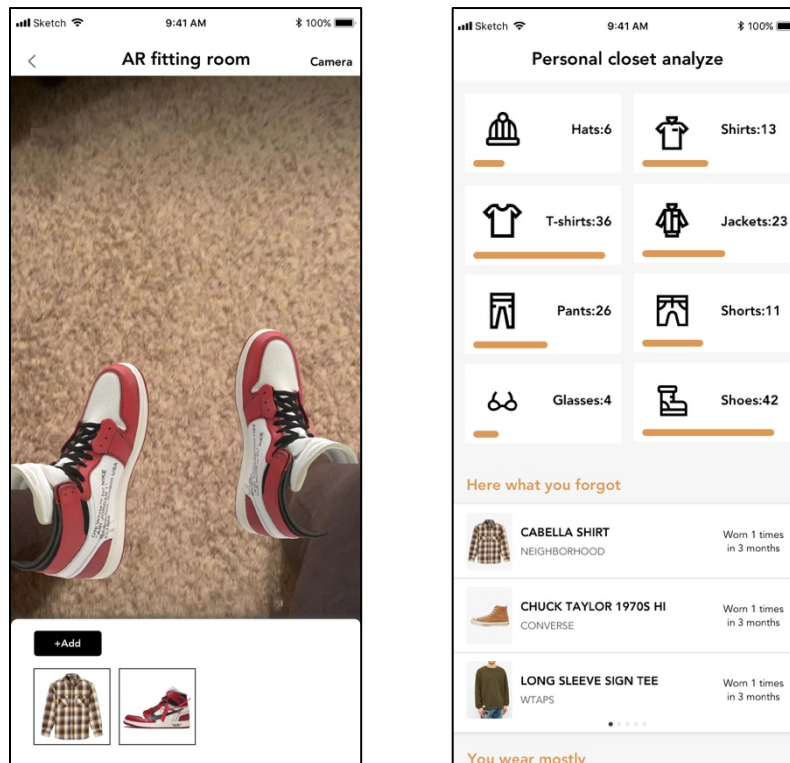 Sketch
9:41 AM
100%
AR fitting room
Camera
+Add
Sketch
9:41 AM
100%
Personal closet analyze
Hats:6
Shirts:13
T-shirts:36
Jackets:23
Pants:26
Shorts:11
Glasses:4
Shoes:42
Here what you forgot
CABELLA SHIRT
NEIGHBORHOOD
Worn 1 times
in 3 months
CHUCK TAYLOR 1970S HI
CONVERSE
Worn 1 times
in 3 months
LONG SLEEVE SIGN TEE
WTAPS
Worn 1 times
in 3 months
You wear mostly